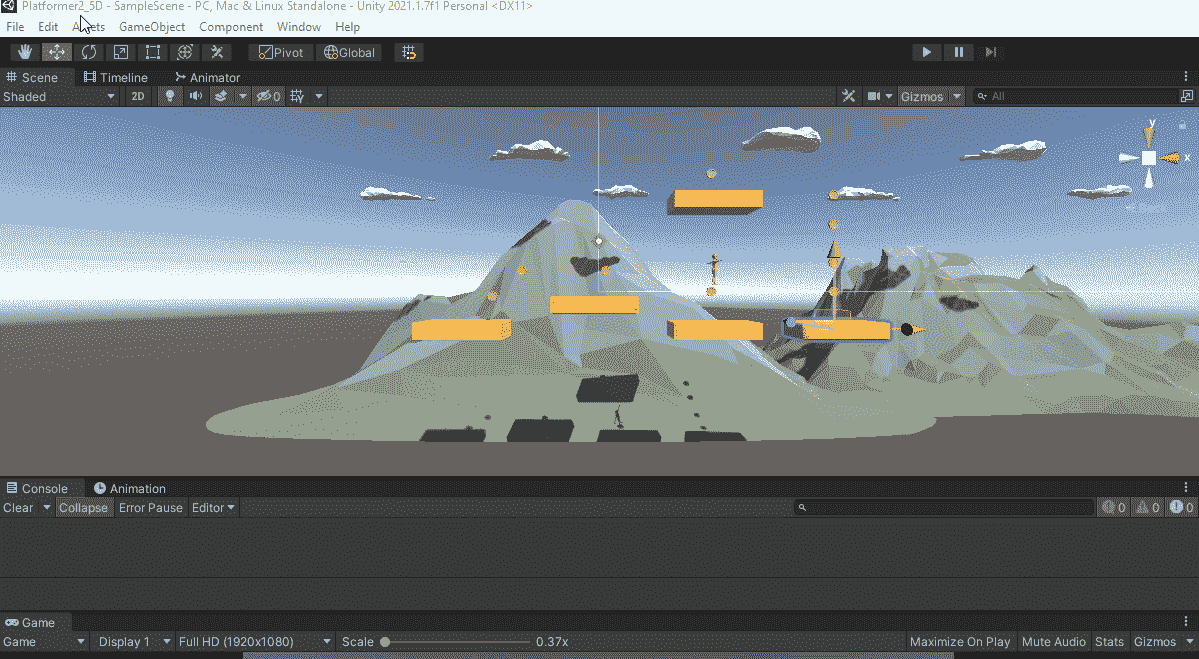 Platformer2_5D - SampleScene - PC, Mac & Linux Standalone - Unity 2021.1.7f1 Personal <DX11>
File Edit Assets GameObject Component Window Help
Pivot Global
Scene Timeline Animator
Shaded 2D 0 Gizmos All
y
x
Console Animation
Clear Collapse Error Pause Editor 0 0 0
Game
Game Display 1 Full HD (1920x1080) Scale 0.37x Maximize On Play Mute Audio Stats Gizmos